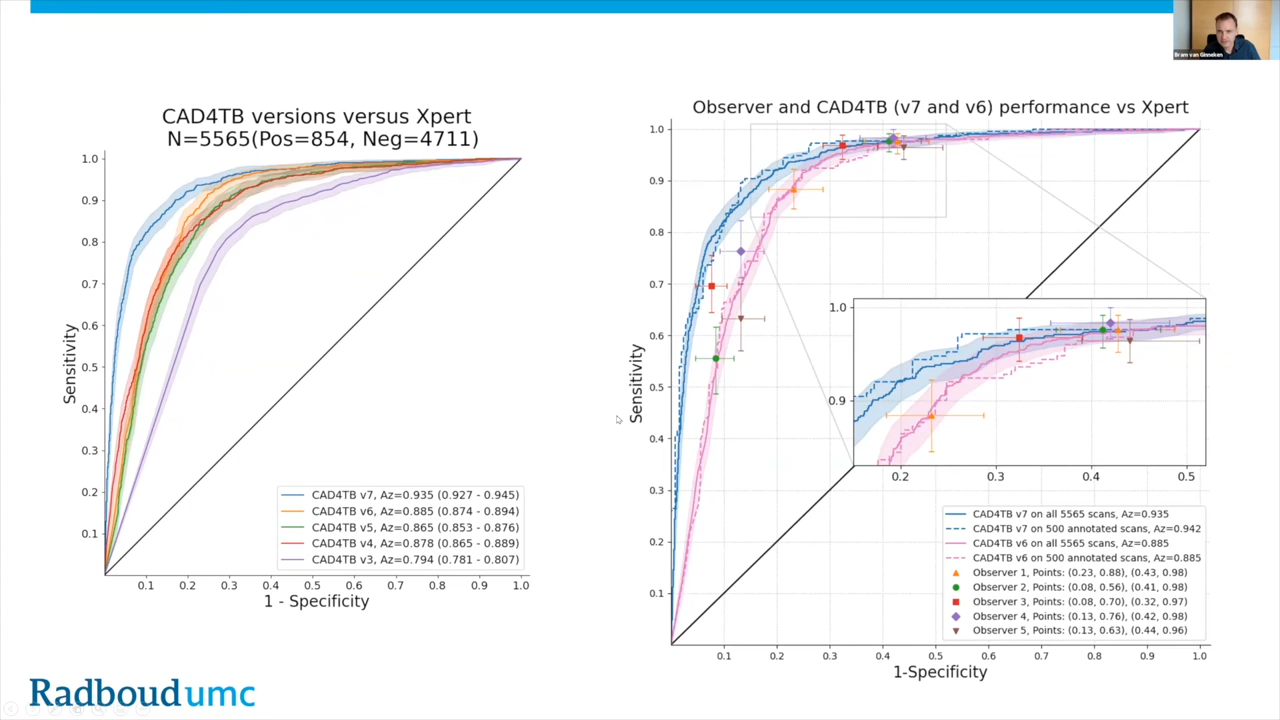 Bram van Ginneken
CAD4TB versions versus Xpert
N=5565(Pos=854, Neg=4711)
1.0
0.9
0.8
0.7
0.6
0.5
0.4
0.3
0.2
0.1
Sensitivity
CAD4TB v7, Az=0.935 (0.927 - 0.945)
CAD4TB v6, Az=0.885 (0.874 - 0.894)
CAD4TB v5, Az=0.865 (0.853 - 0.876)
CAD4TB v4, Az=0.878 (0.865 - 0.889)
CAD4TB v3, Az=0.794 (0.781 - 0.807)
0.1 0.2 0.3 0.4 0.5 0.6 0.7 0.8 0.9 1.0
1 - Specificity
Observer and CAD4TB (v7 and v6) performance vs Xpert
1.0
0.9
0.8
0.7
0.6
0.5
0.4
0.3
0.2
0.1
Sensitivity
1.0
0.9
0.2 0.3 0.4 0.5
CAD4TB v7 on all 5565 scans, Az=0.935
CAD4TB v7 on 500 annotated scans, Az=0.942
CAD4TB v6 on all 5565 scans, Az=0.885
CAD4TB v6 on 500 annotated scans, Az=0.885
Observer 1, Points: (0.23, 0.88), (0.43, 0.98)
Observer 2, Points: (0.08, 0.56), (0.41, 0.98)
Observer 3, Points: (0.08, 0.70), (0.32, 0.97)
Observer 4, Points: (0.13, 0.76), (0.42, 0.98)
Observer 5, Points: (0.13, 0.63), (0.44, 0.96)
0.1 0.2 0.3 0.4 0.5 0.6 0.7 0.8 0.9 1.0
1-Specificity
Radboudumc